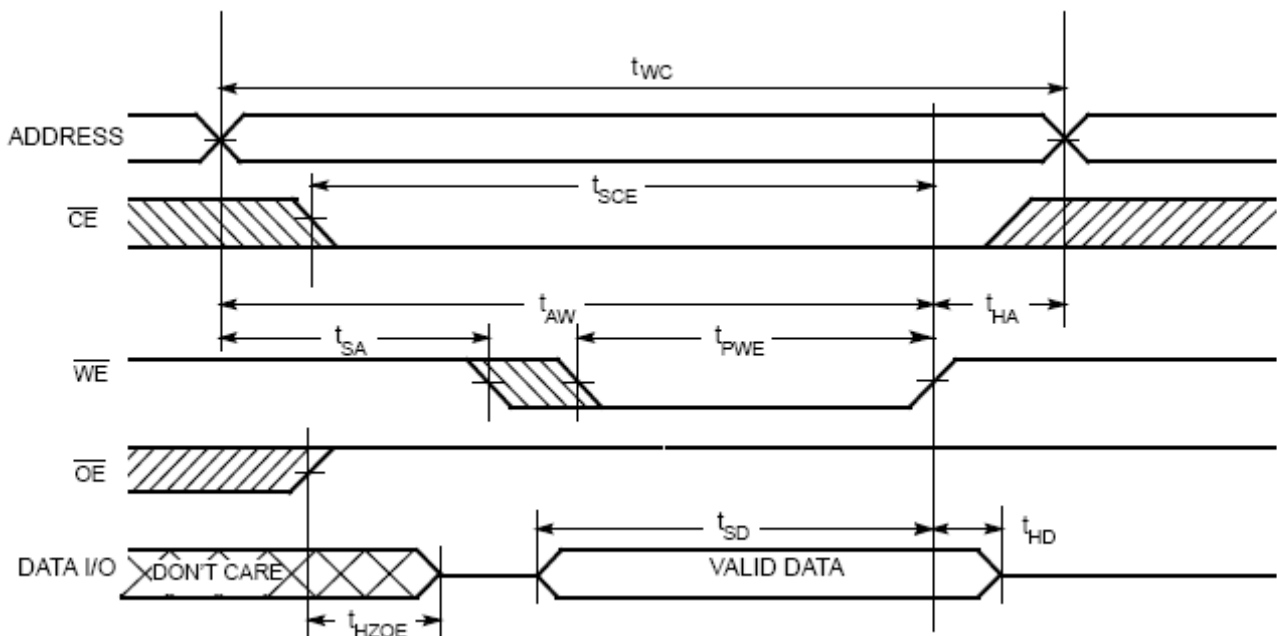 tWC
ADDRESS
tSCE
CE
tAW
tHA
tSA
tPWE
WE
OE
tSD
tHD
DATA I/O
DON'T CARE
VALID DATA
tHZOE